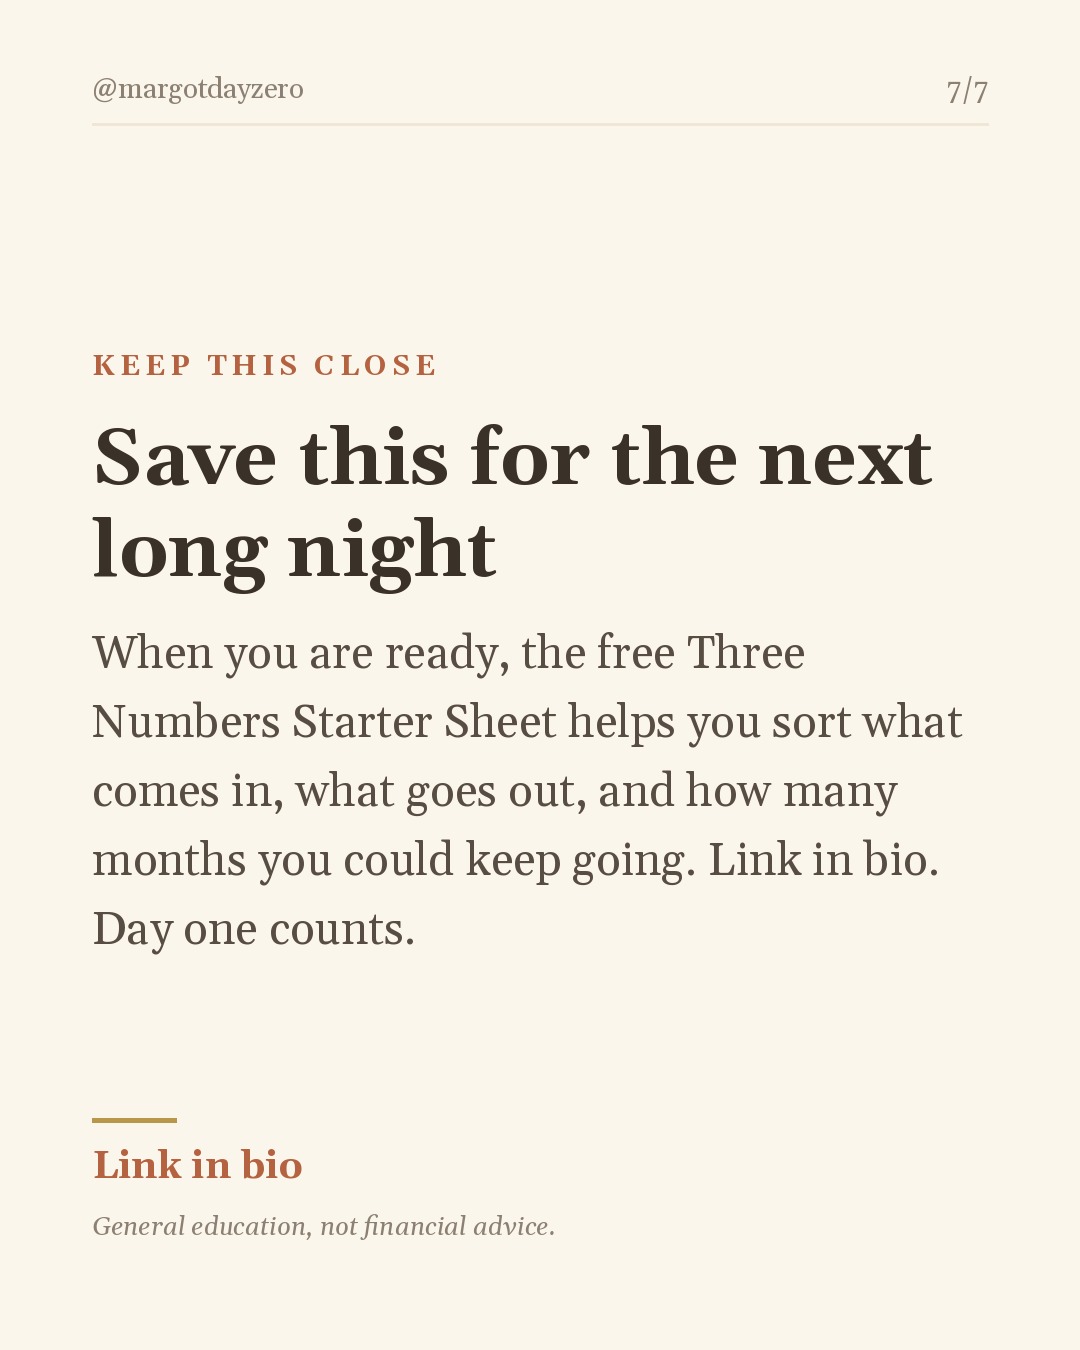 @margotdayzero
7/7
KEEP THIS CLOSE
Save this for the next
long night
When you are ready, the free Three
Numbers Starter Sheet helps you sort what
comes in, what goes out, and how many
months you could keep going. Link in bio.
Day one counts.
Link in bio
General education, not financial advice.